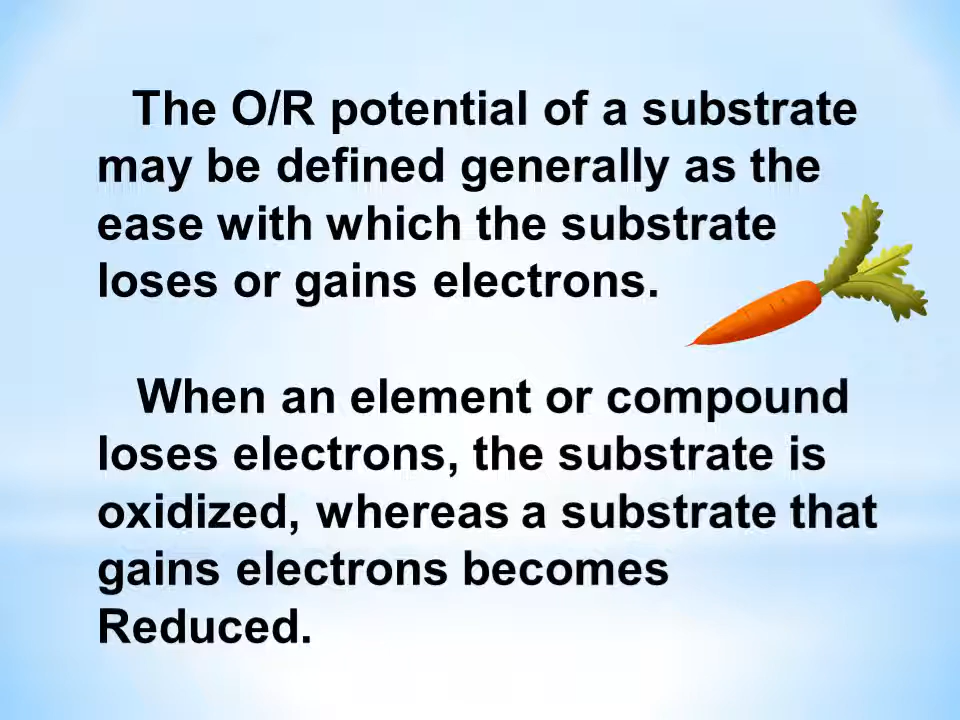 The O/R potential of a substrate
may be defined generally as the
ease with which the substrate
loses or gains electrons.
When an element or compound
loses electrons, the substrate is
oxidized, whereas a substrate that
gains electrons becomes
Reduced.